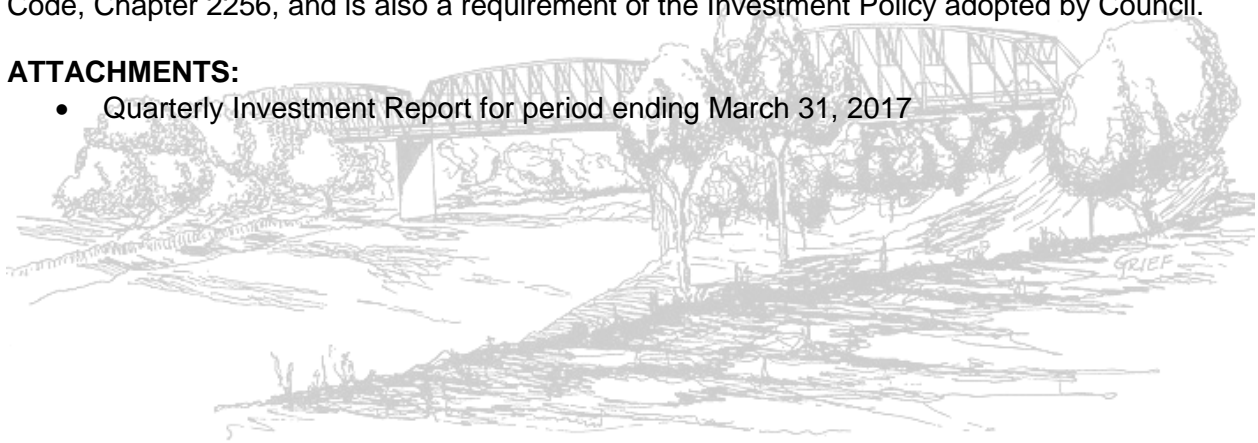 Code, Chapter 2256, and is also a requirement of the Investment Policy adopted by Council.
ATTACHMENTS:
• Quarterly Investment Report for period ending March 31, 2017
GRIEF